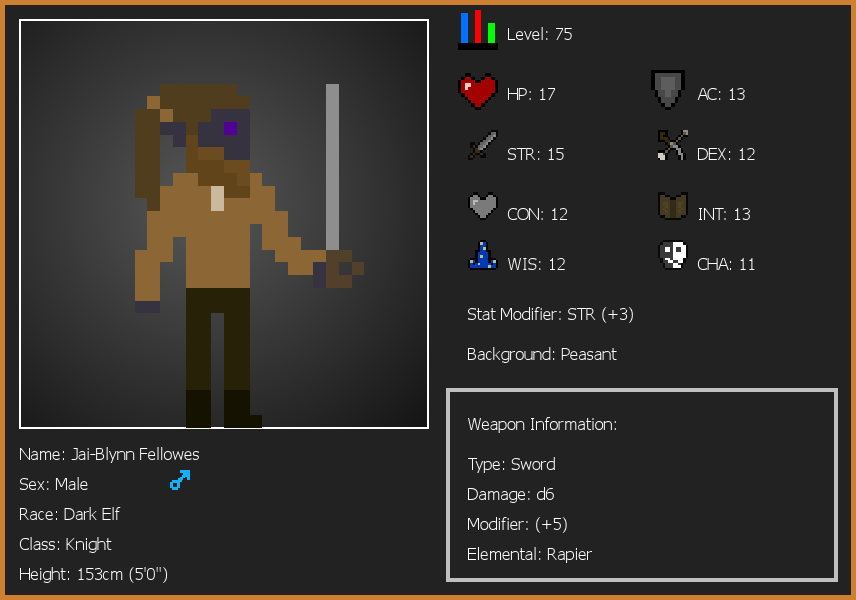 Level: 75
HP: 17
AC: 13
STR: 15
DEX: 12
CON: 12
INT: 13
WIS: 12
CHA: 11
Stat Modifier: STR (+3)
Background: Peasant
Weapon Information:
Type: Sword
Damage: d6
Modifier: (+5)
Elemental: Rapier
Name: Jai-Blynn Fellowes
Sex: Male
Race: Dark Elf
Class: Knight
Height: 153cm (5'0")